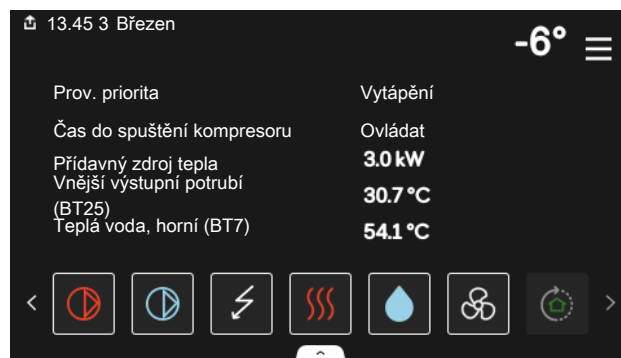 13.45 3 Březen
-6°
Prov. priorita Vytápění
Čas do spuštění kompresoru Ovládat
Přídavný zdroj tepla 3.0 kW
Vnější výstupní potrubí
(BT25) 30.7 °C
Teplá voda, horní (BT7) 54.1 °C